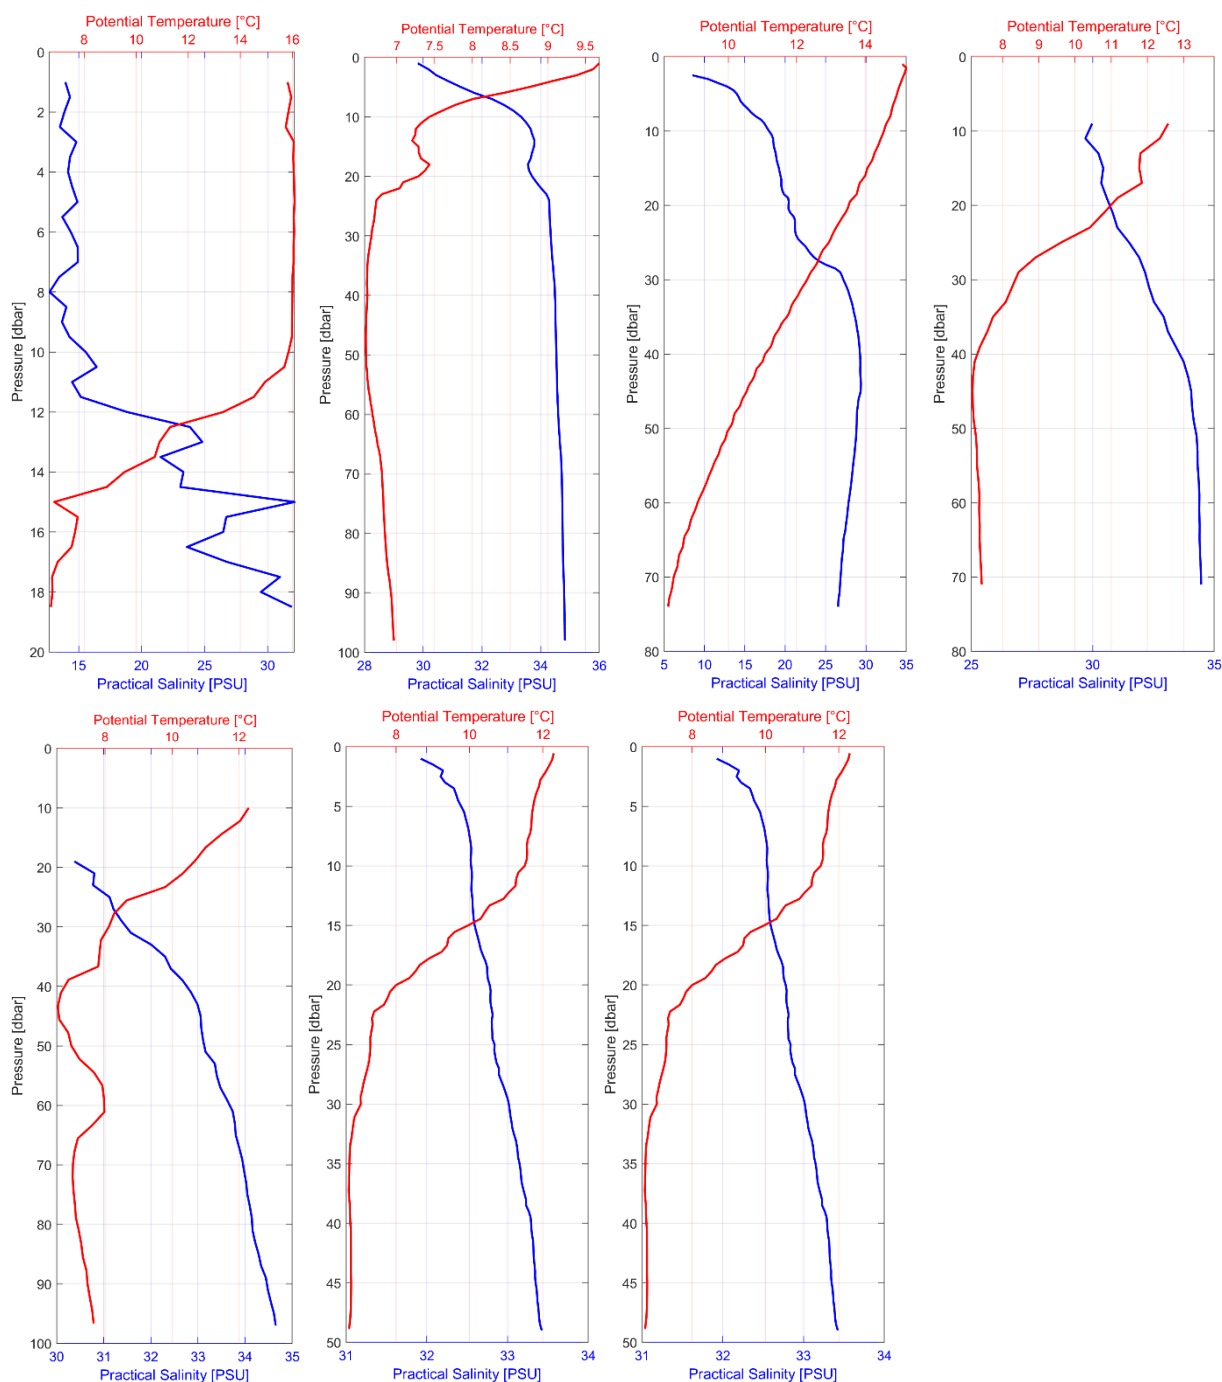 Potential Temperature [°C]
8 10 12 14 16
0
2
4
6
8
10
12
14
16
18
20
Pressure [dbar]
15 20 25 30
Practical Salinity [PSU]
Potential Temperature [°C]
7 7.5 8 8.5 9 9.5
0
10
20
30
40
50
60
70
80
90
100
Pressure [dbar]
28 30 32 34 36
Practical Salinity [PSU]
Potential Temperature [°C]
10 12 14
0
10
20
30
40
50
60
70
80
Pressure [dbar]
5 10 15 20 25 30 35
Practical Salinity [PSU]
Potential Temperature [°C]
8 9 10 11 12 13
0
10
20
30
40
50
60
70
80
Pressure [dbar]
25 30 35
Practical Salinity [PSU]
Potential Temperature [°C]
8 10 12
0
10
20
30
40
50
60
70
80
90
100
Pressure [dbar]
30 31 32 33 34 35
Practical Salinity [PSU]
Potential Temperature [°C]
8 10 12
0
5
10
15
20
25
30
35
40
45
50
Pressure [dbar]
31 32 33 34
Practical Salinity [PSU]
Potential Temperature [°C]
8 10 12
0
5
10
15
20
25
30
35
40
45
50
Pressure [dbar]
31 32 33 34
Practical Salinity [PSU]